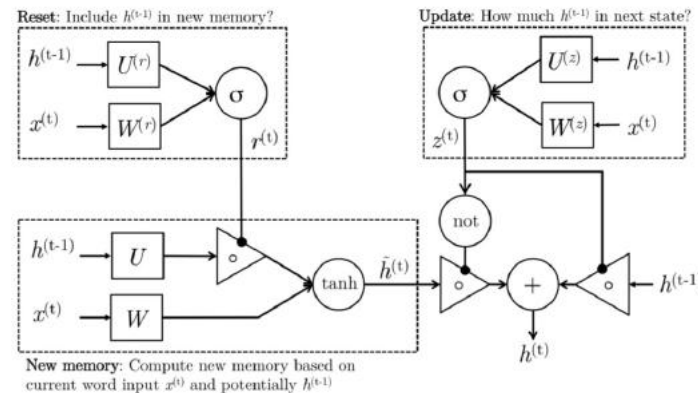 Reset: Include h^(t-1) in new memory?
h^(t-1)
U^(r)
σ
x^(t)
W^(r)
r^(t)
Update: How much h^(t-1) in next state?
σ
U^(z)
h^(t-1)
W^(z)
x^(t)
z^(t)
not
h^(t-1)
U
∘
tanh
h̃^(t)
∘
+
∘
h^(t-1
x^(t)
W
h^(t)
New memory: Compute new memory based on
current word input x^(t) and potentially h^(t-1)